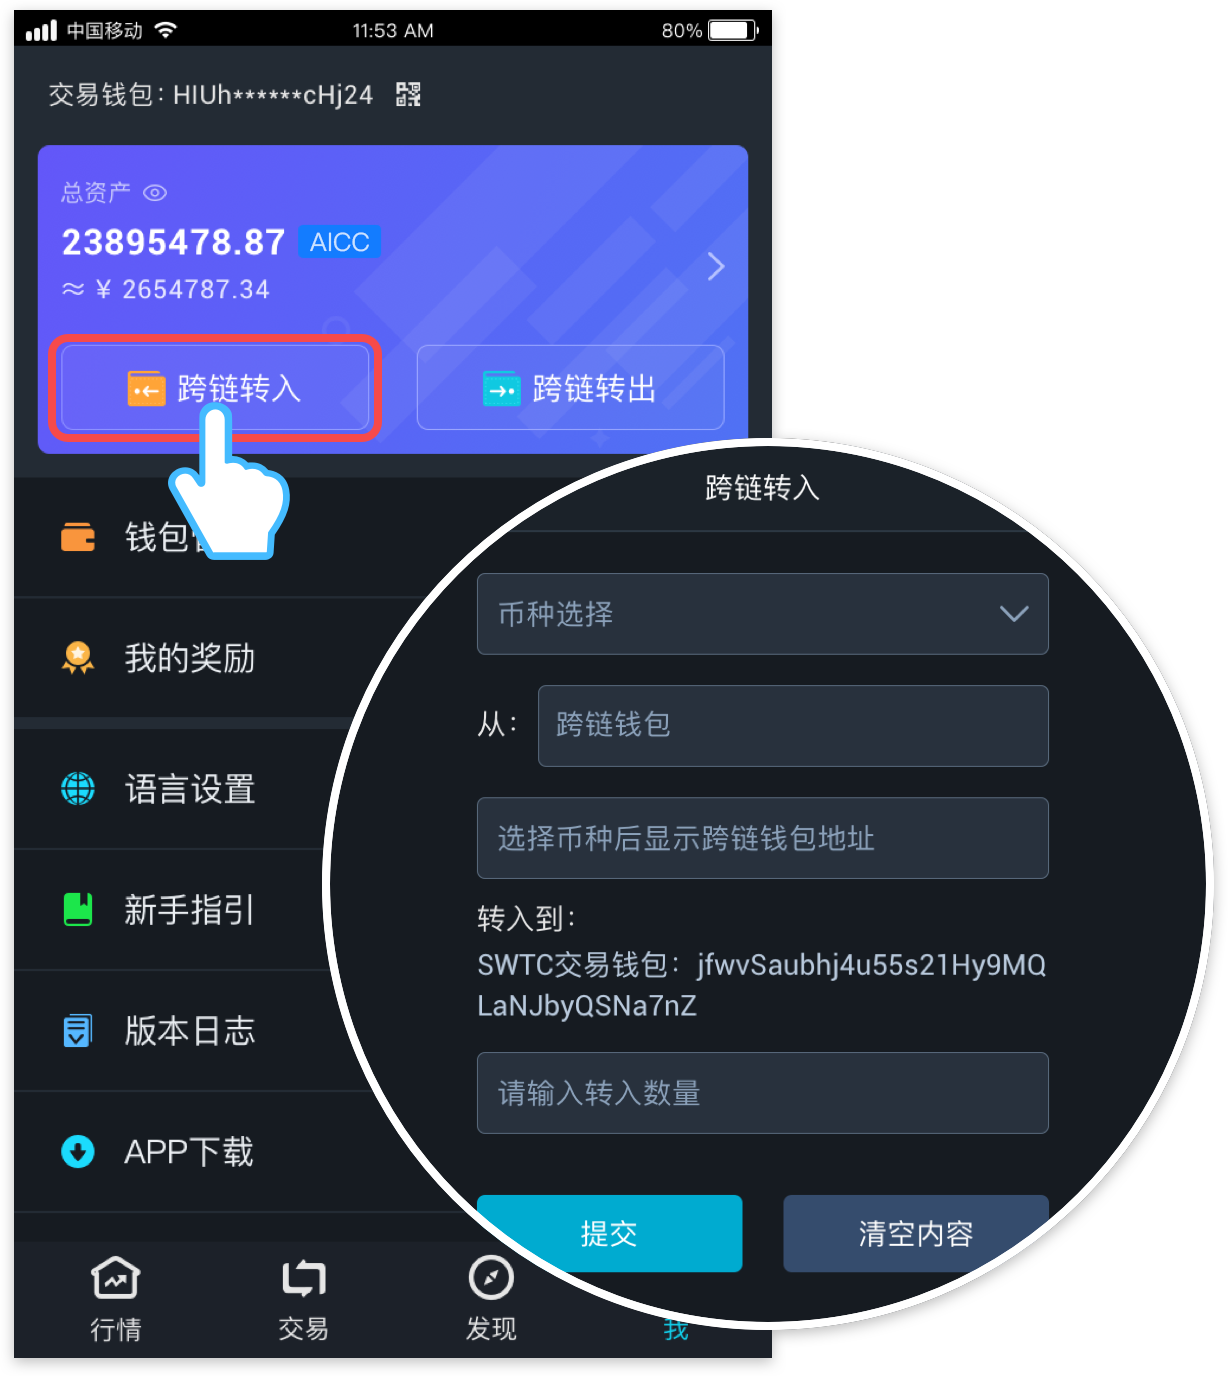 中国移动
11:53 AM
80%
交易钱包：HIUh******cHj24
总资产
23895478.87 AICC
≈ ¥ 2654787.34
跨链转入
跨链转出
钱包
我的奖励
语言设置
新手指引
版本日志
APP下载
行情
交易
发现
我
跨链转入
币种选择
从：
跨链钱包
选择币种后显示跨链钱包地址
转入到：
SWTC交易钱包：jfwvSaubhj4u55s21Hy9MQ
LaNJbyQSNa7nZ
请输入转入数量
提交
清空内容